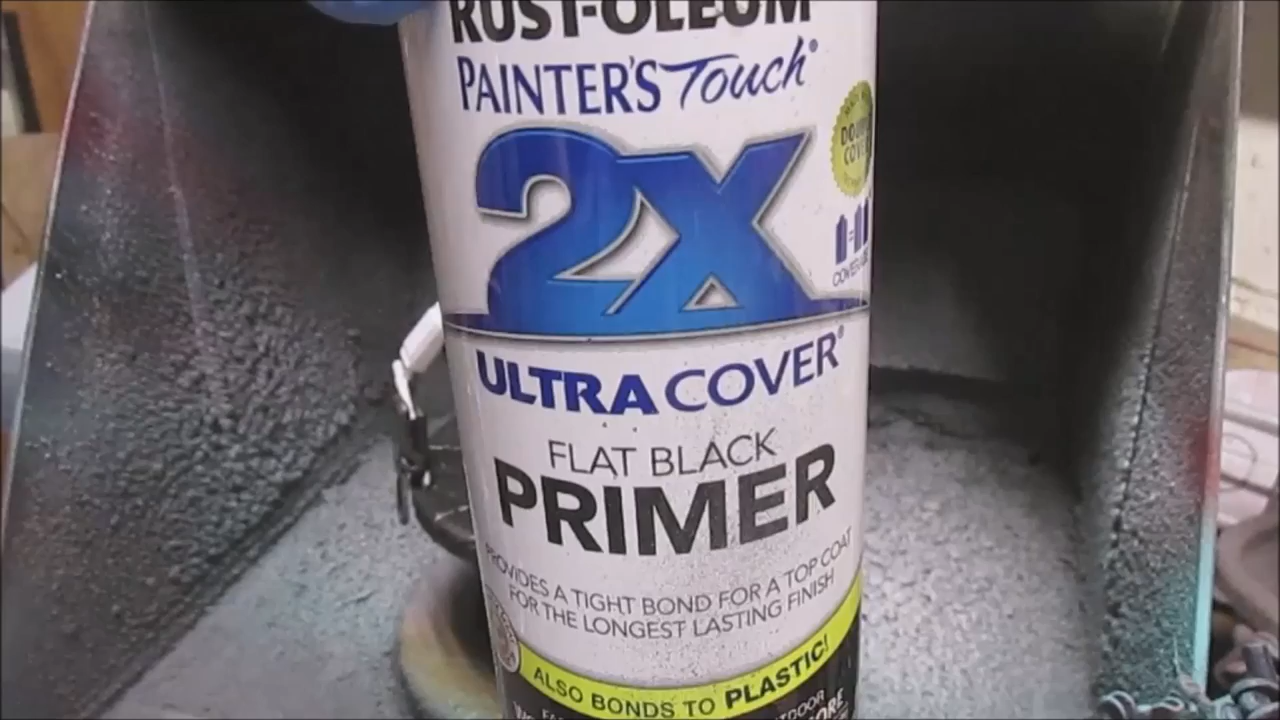 RUST-OLEUM
PAINTER'S Touch®
2X
ULTRA COVER®
FLAT BLACK
PRIMER
PROVIDES A TIGHT BOND FOR A TOP COAT
FOR THE LONGEST LASTING FINISH
ALSO BONDS TO PLASTIC!